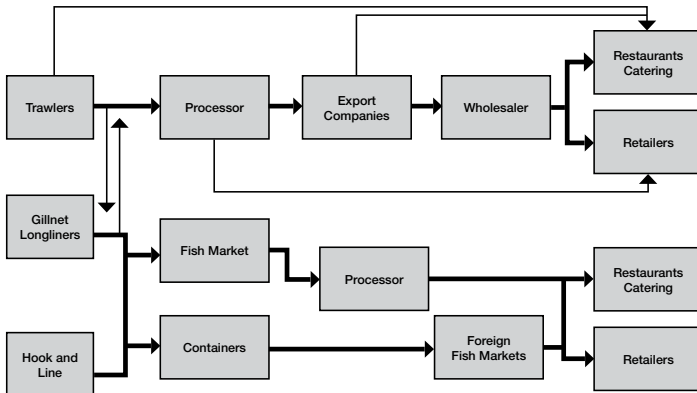 Restaurants
Catering
Trawlers
Processor
Export
Companies
Wholesaler
Retailers
Gillnet
Longliners
Fish Market
Processor
Restaurants
Catering
Hook and
Line
Containers
Foreign
Fish Markets
Retailers